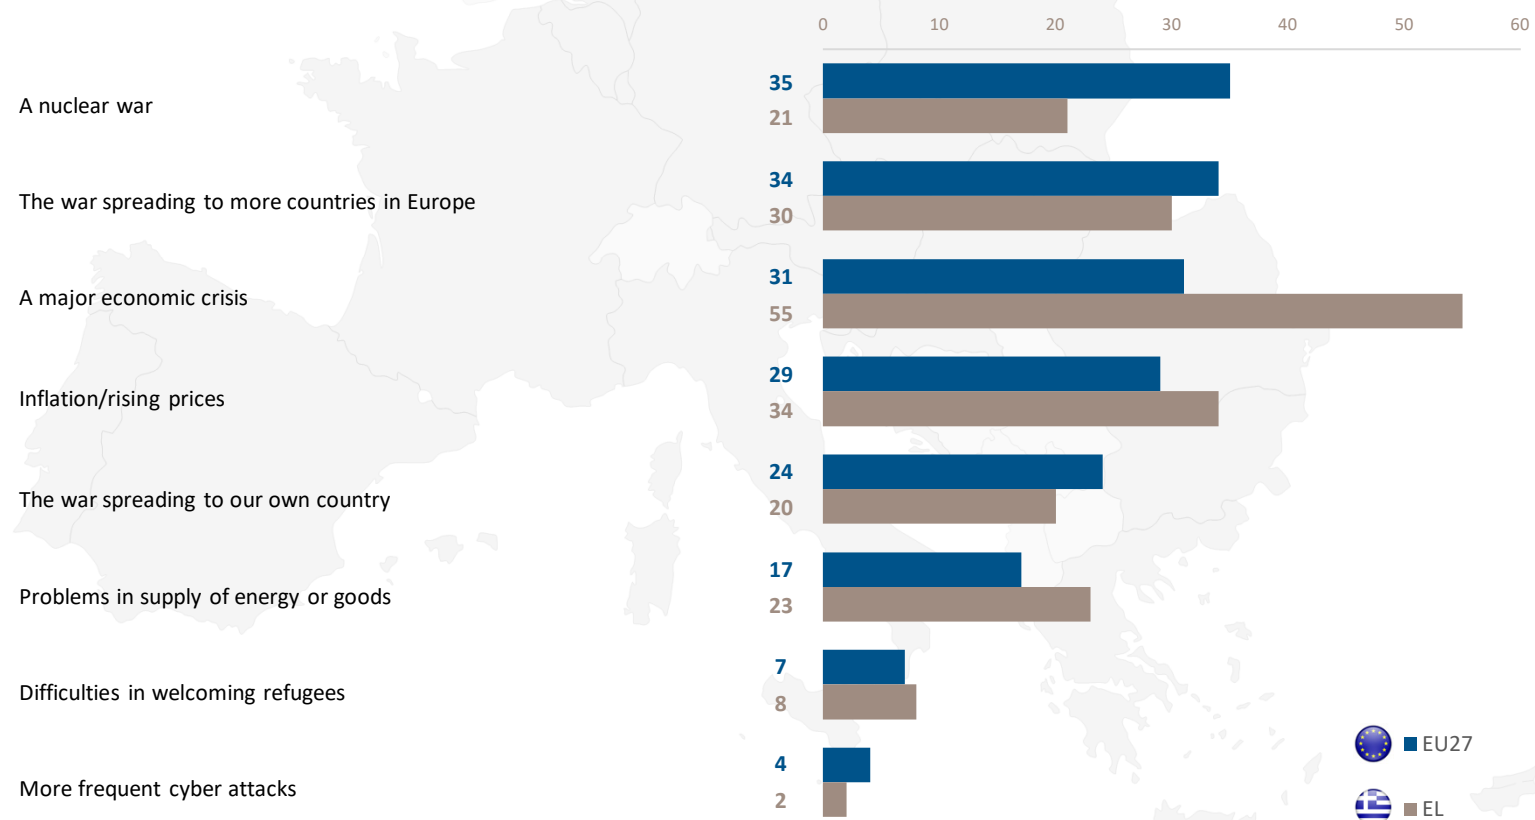 0 10 20 30 40 50 60
A nuclear war
35
21
The war spreading to more countries in Europe
34
30
A major economic crisis
31
55
Inflation/rising prices
29
34
The war spreading to our own country
24
20
Problems in supply of energy or goods
17
23
Difficulties in welcoming refugees
7
8
More frequent cyber attacks
4
2
EU27
EL